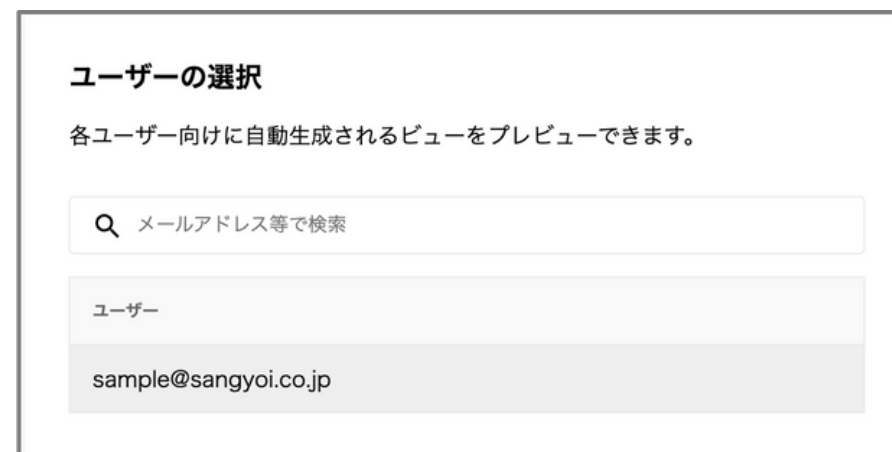 ユーザーの選択
各ユーザー向けに自動生成されるビューをプレビューできます。
メールアドレス等で検索
ユーザー
sample@sangyoi.co.jp